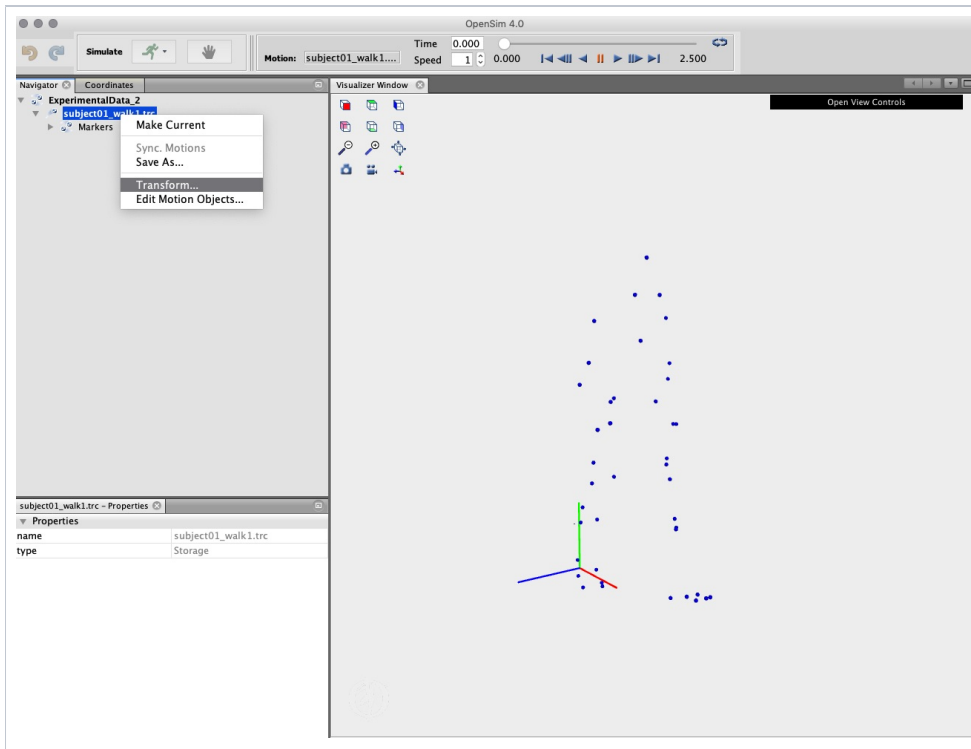 OpenSim 4.0
Simulate
Motion: subject01_walk1....
Time 0.000 0.000 2.500
Speed 1
Navigator Coordinates
ExperimentalData_2
subject01_walk1.trc
Markers
Make Current
Sync. Motions
Save As...
Transform...
Edit Motion Objects...
Visualizer Window
Open View Controls
subject01_walk1.trc - Properties
Properties
name subject01_walk1.trc
type Storage